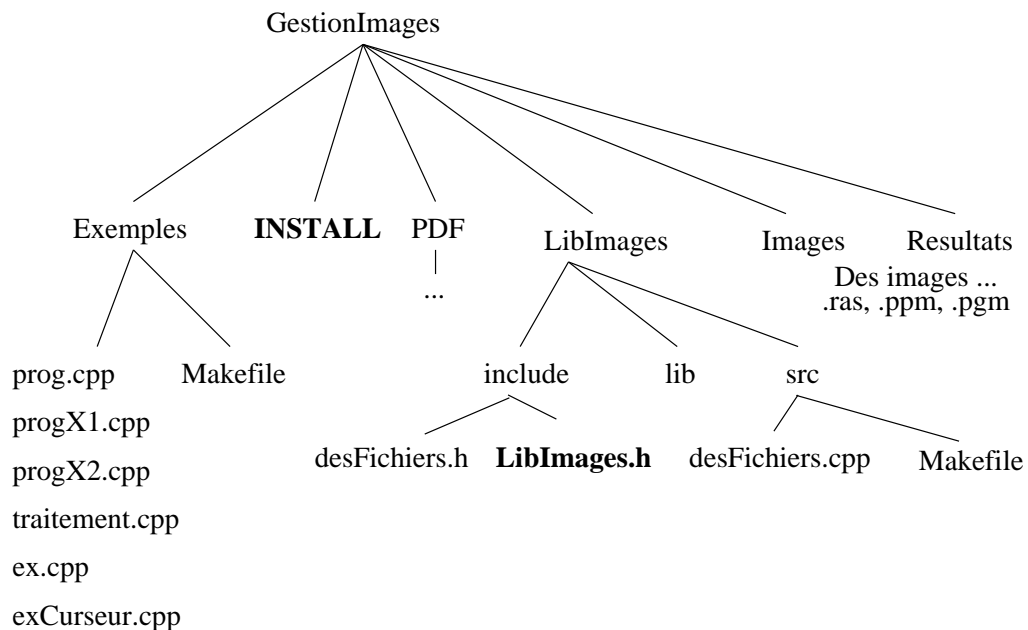 GestionImages
Exemples INSTALL PDF LibImages Images Resultats
...
Des images ...
.ras, .ppm, .pgm
prog.cpp Makefile include lib src
progX1.cpp
desFichiers.h LibImages.h desFichiers.cpp Makefile
progX2.cpp
traitement.cpp
ex.cpp
exCurseur.cpp